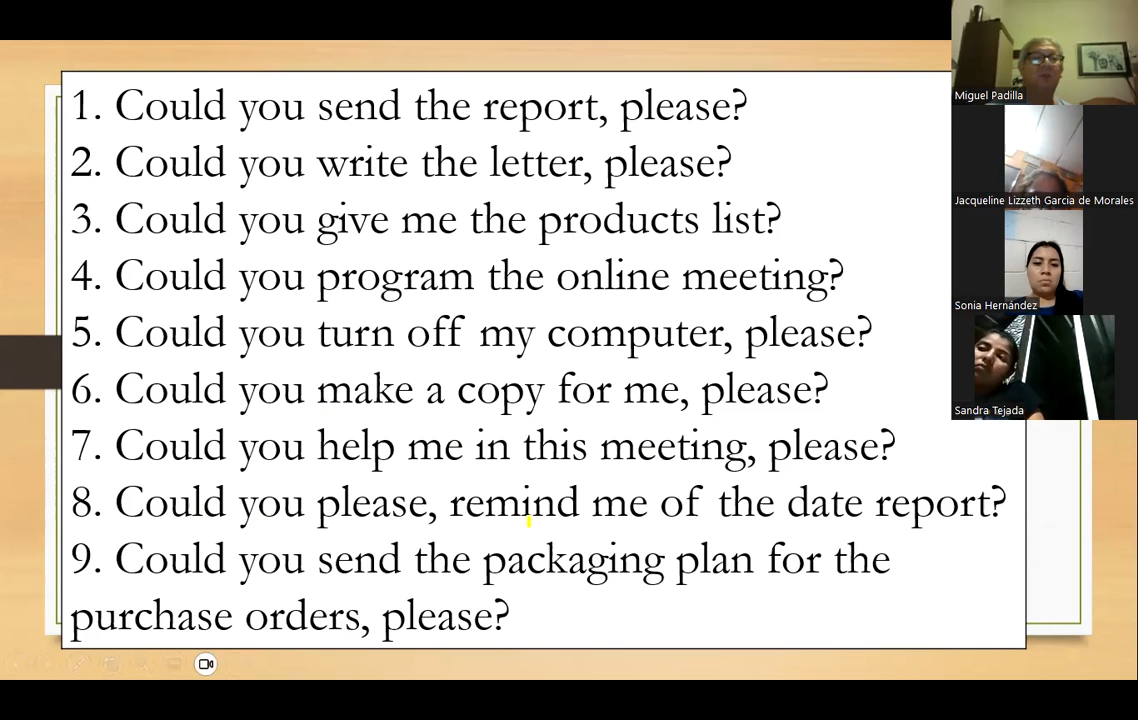 1. Could you send the report, please?
2. Could you write the letter, please?
3. Could you give me the products list?
4. Could you program the online meeting?
5. Could you turn off my computer, please?
6. Could you make a copy for me, please?
7. Could you help me in this meeting, please?
8. Could you please, remind me of the date report?
9. Could you send the packaging plan for the
purchase orders, please?
Miguel Padilla
Jacqueline Lizzeth Garcia de Morales
Sonia Hernández
Sandra Tejada